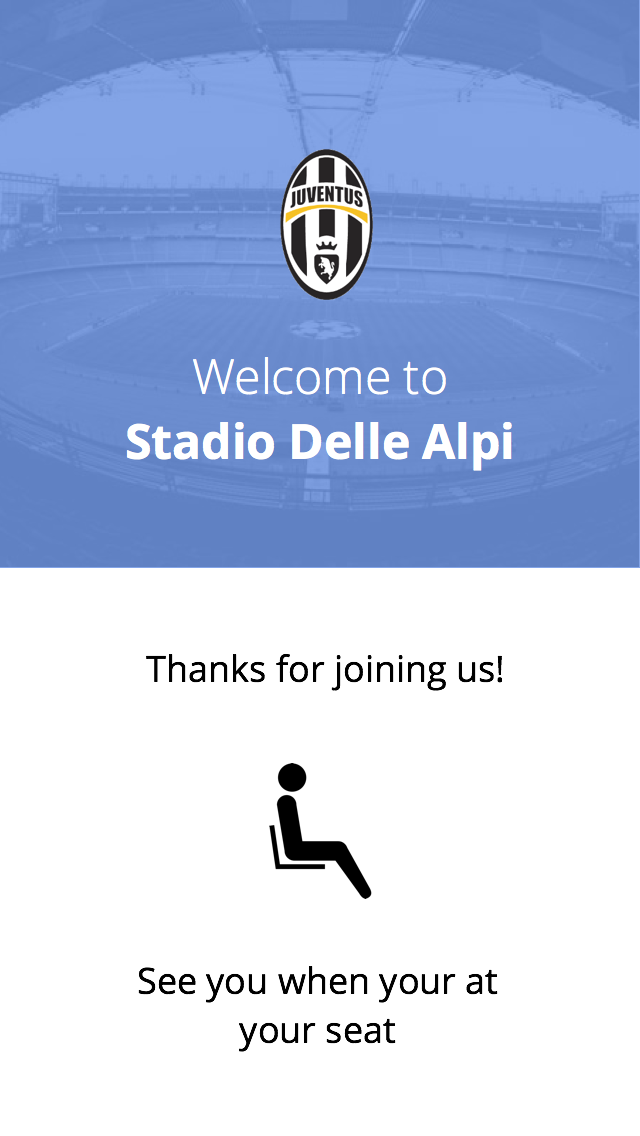 JUVENTUS
Welcome to
Stadio Delle Alpi
Thanks for joining us!
See you when your at
your seat